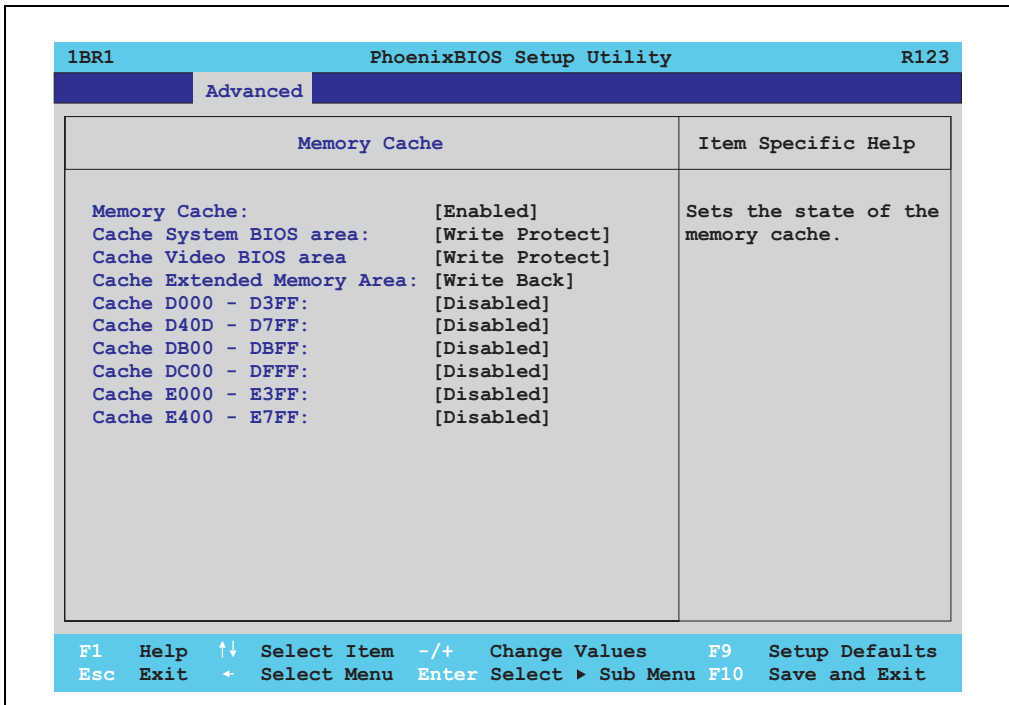 1BR1 PhoenixBIOS Setup Utility R123
Advanced
Memory Cache
Item Specific Help
Memory Cache: [Enabled]
Cache System BIOS area: [Write Protect]
Cache Video BIOS area [Write Protect]
Cache Extended Memory Area: [Write Back]
Cache D000 - D3FF: [Disabled]
Cache D40D - D7FF: [Disabled]
Cache DB00 - DBFF: [Disabled]
Cache DC00 - DFFF: [Disabled]
Cache E000 - E3FF: [Disabled]
Cache E400 - E7FF: [Disabled]
Sets the state of the
memory cache.
F1 Help ↑↓ Select Item -/+ Change Values F9 Setup Defaults
Esc Exit ← Select Menu Enter Select ▶ Sub Menu F10 Save and Exit